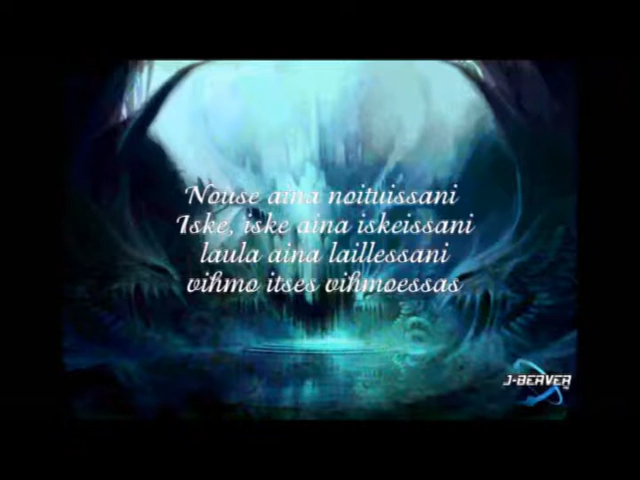 Nouse aina noituissani
Iske, iske aina iskeissani
laula aina laillessani
vihmo itses vihmoessas
J-BEAVER